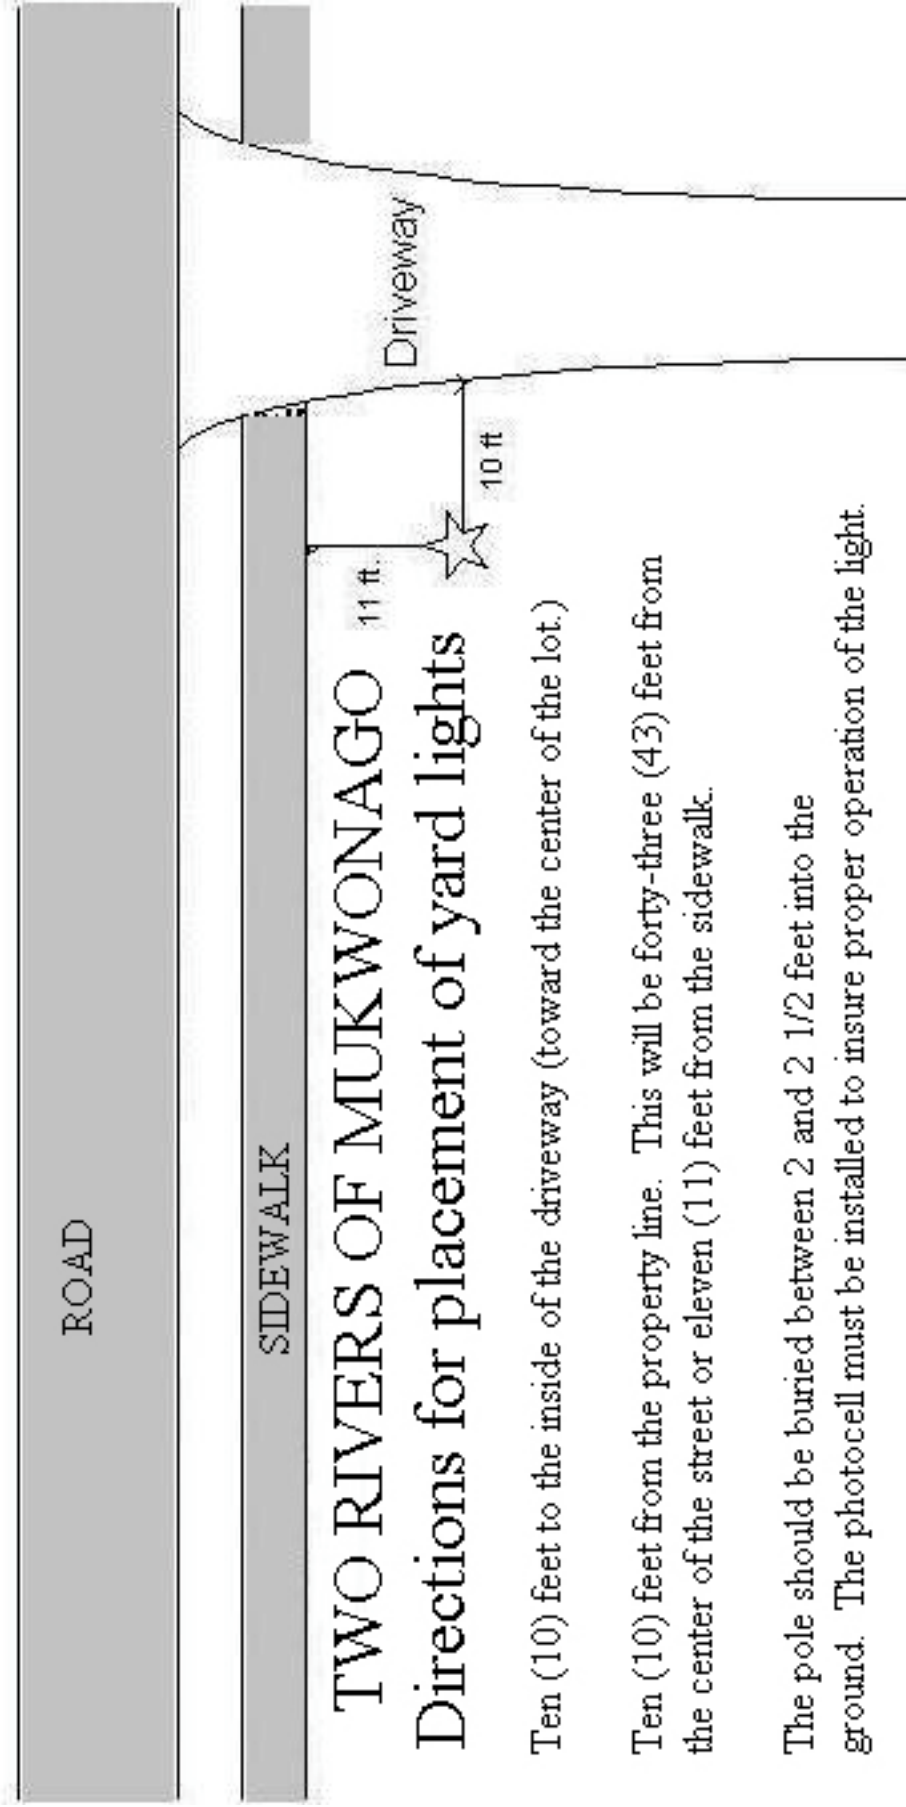 ROAD
SIDEWALK
Driveway
11 ft.
10 ft
TWO RIVERS OF MUKWONAGO
Directions for placement of yard lights
Ten (10) feet to the inside of the driveway (toward the center of the lot.)
Ten (10) feet from the property line. This will be forty-three (43) feet from
the center of the street or eleven (11) feet from the sidewalk.
The pole should be buried between 2 and 2 1/2 feet into the
ground. The photocell must be installed to insure proper operation of the light.